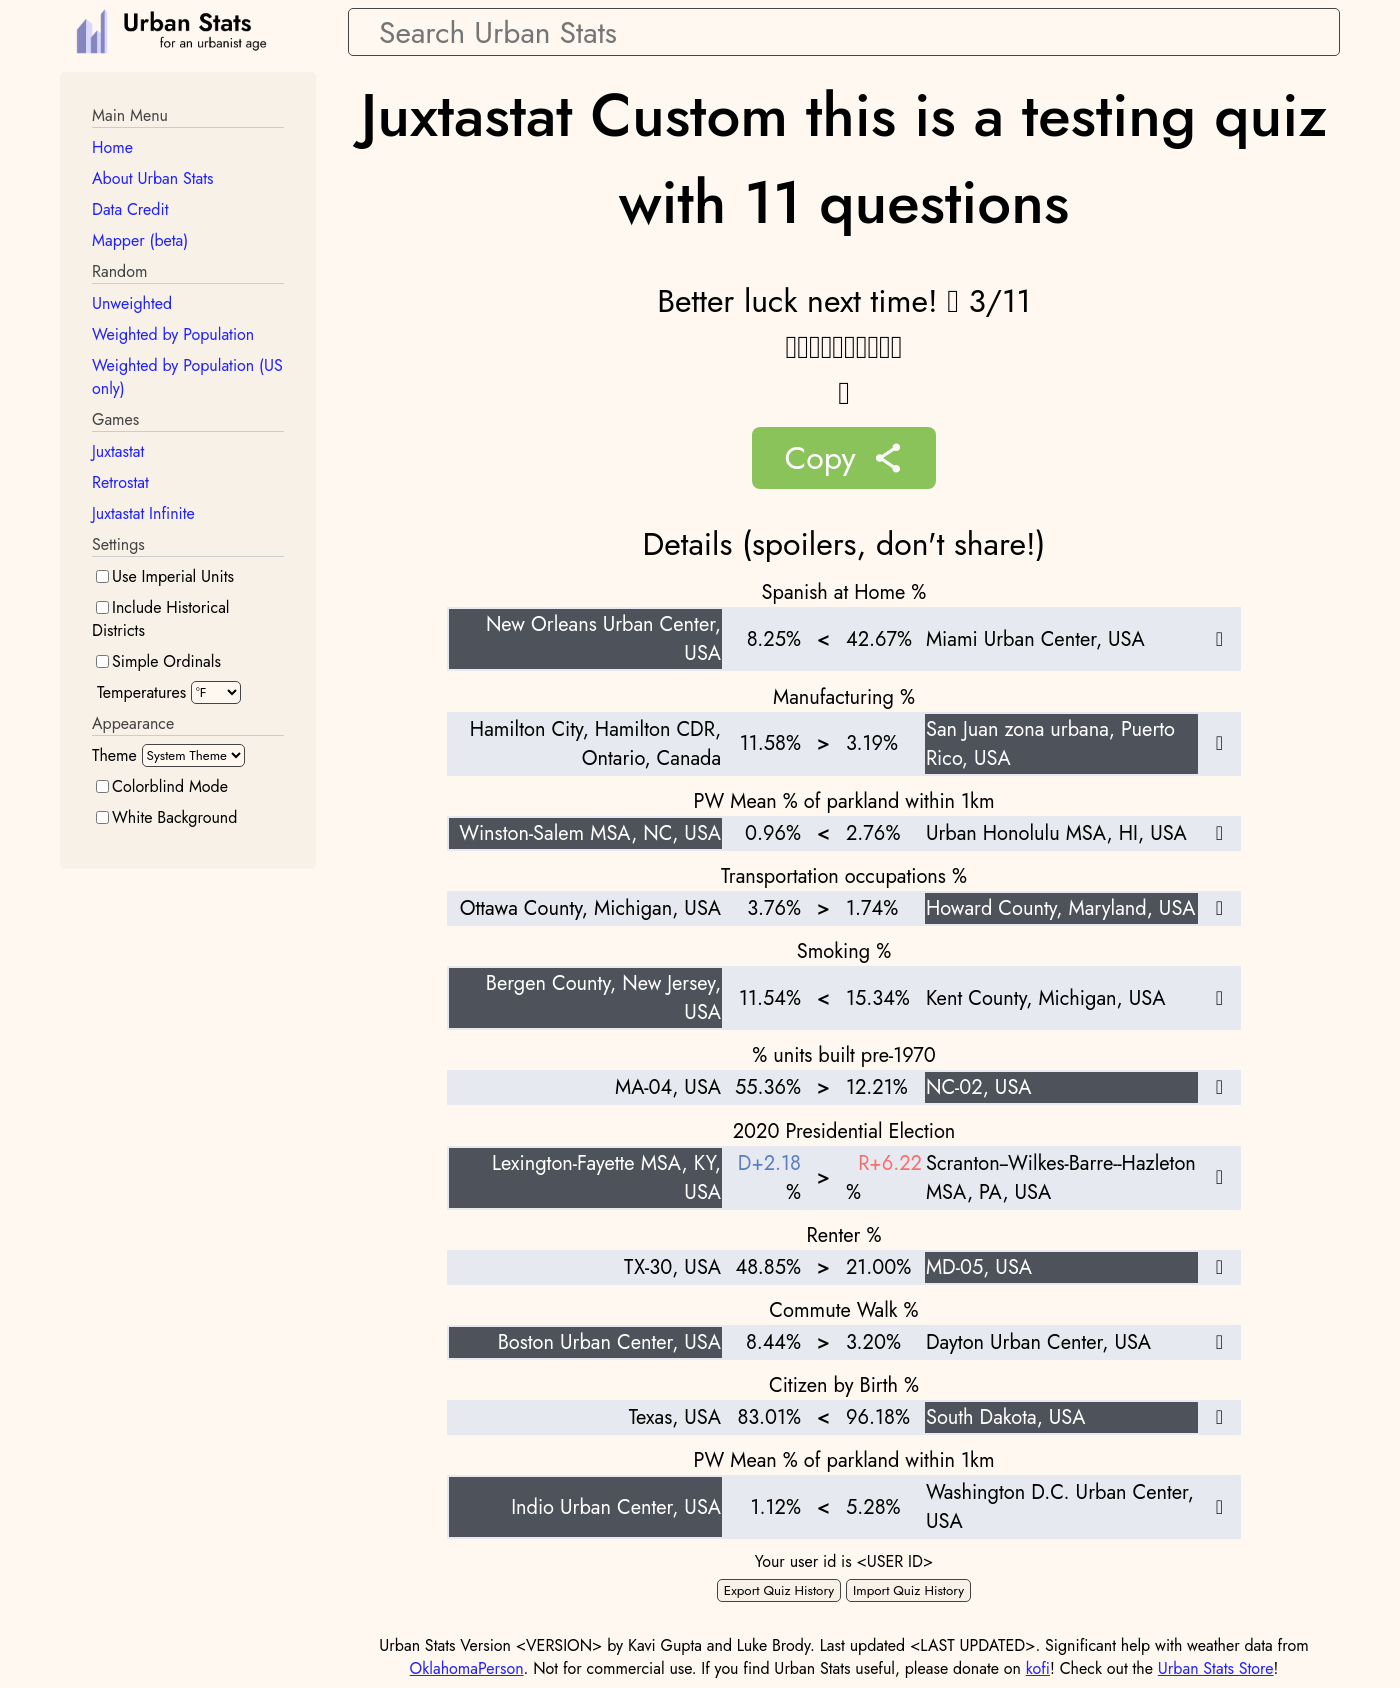 Urban Stats
for an urbanist age
Search Urban Stats
Main Menu
Home
About Urban Stats
Data Credit
Mapper (beta)
Random
Unweighted
Weighted by Population
Weighted by Population (US
only)
Games
Juxtastat
Retrostat
Juxtastat Infinite
Settings
Use Imperial Units
Include Historical
Districts
Simple Ordinals
Temperatures °F
Appearance
Theme System Theme
Colorblind Mode
White Background
Juxtastat Custom this is a testing quiz
with 11 questions
Better luck next time! 3/11
Copy
Details (spoilers, don't share!)
Spanish at Home %
New Orleans Urban Center,
USA
8.25% < 42.67% Miami Urban Center, USA
Manufacturing %
Hamilton City, Hamilton CDR,
Ontario, Canada
11.58% > 3.19%
San Juan zona urbana, Puerto
Rico, USA
PW Mean % of parkland within 1km
Winston-Salem MSA, NC, USA 0.96% < 2.76% Urban Honolulu MSA, HI, USA
Transportation occupations %
Ottawa County, Michigan, USA 3.76% > 1.74% Howard County, Maryland, USA
Smoking %
Bergen County, New Jersey,
USA
11.54% < 15.34% Kent County, Michigan, USA
% units built pre-1970
MA-04, USA 55.36% > 12.21% NC-02, USA
2020 Presidential Election
Lexington-Fayette MSA, KY,
USA
D+2.18
%
>
R+6.22
%
Scranton--Wilkes-Barre--Hazleton
MSA, PA, USA
Renter %
TX-30, USA 48.85% > 21.00% MD-05, USA
Commute Walk %
Boston Urban Center, USA 8.44% > 3.20% Dayton Urban Center, USA
Citizen by Birth %
Texas, USA 83.01% < 96.18% South Dakota, USA
PW Mean % of parkland within 1km
Indio Urban Center, USA 1.12% < 5.28%
Washington D.C. Urban Center,
USA
Your user id is <USER ID>
Export Quiz History Import Quiz History
Urban Stats Version <VERSION> by Kavi Gupta and Luke Brody. Last updated <LAST UPDATED>. Significant help with weather data from
OklahomaPerson. Not for commercial use. If you find Urban Stats useful, please donate on kofi! Check out the Urban Stats Store!